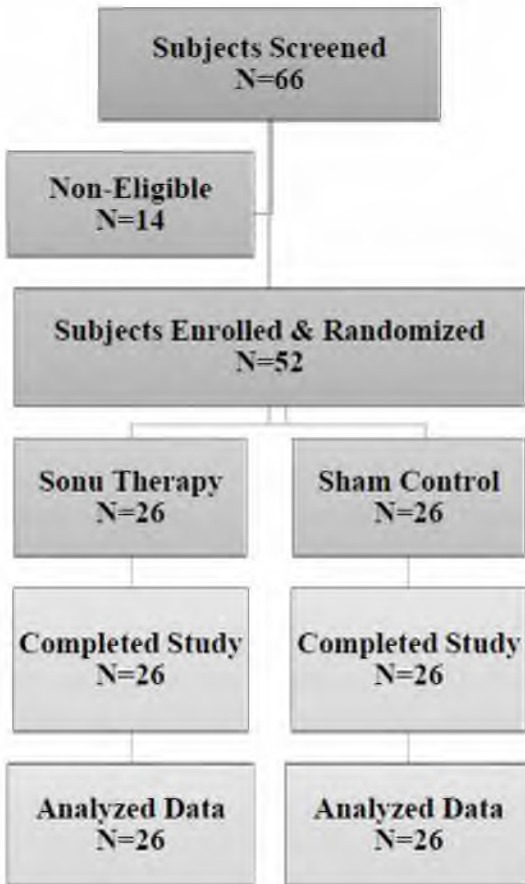 Subjects Screened
N=66
Non-Eligible
N=14
Subjects Enrolled & Randomized
N=52
Sonu Therapy
N=26
Sham Control
N=26
Completed Study
N=26
Completed Study
N=26
Analyzed Data
N=26
Analyzed Data
N=26